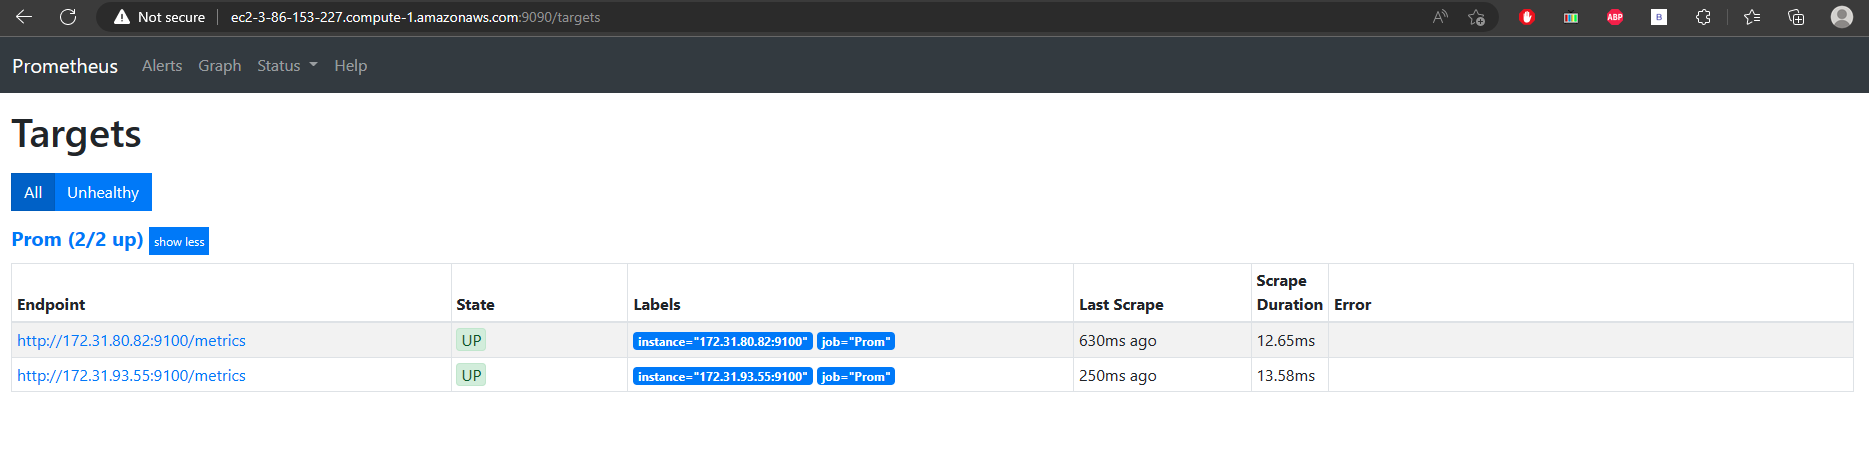 Not secure ec2-3-86-153-227.compute-1.amazonaws.com:9090/targets
ABP
B
Prometheus Alerts Graph Status Help
Targets
All Unhealthy
Prom (2/2 up) show less
Endpoint State Labels Last Scrape Scrape Duration Error
http://172.31.80.82:9100/metrics UP instance="172.31.80.82:9100" job="Prom" 630ms ago 12.65ms
http://172.31.93.55:9100/metrics UP instance="172.31.93.55:9100" job="Prom" 250ms ago 13.58ms